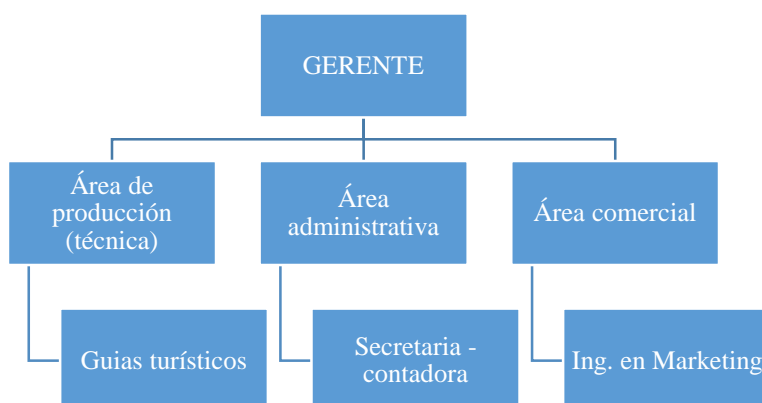 GERENTE
Área de
producción
(técnica)
Área
administrativa
Área comercial
Guias turísticos
Secretaria -
contadora
Ing. en Marketing